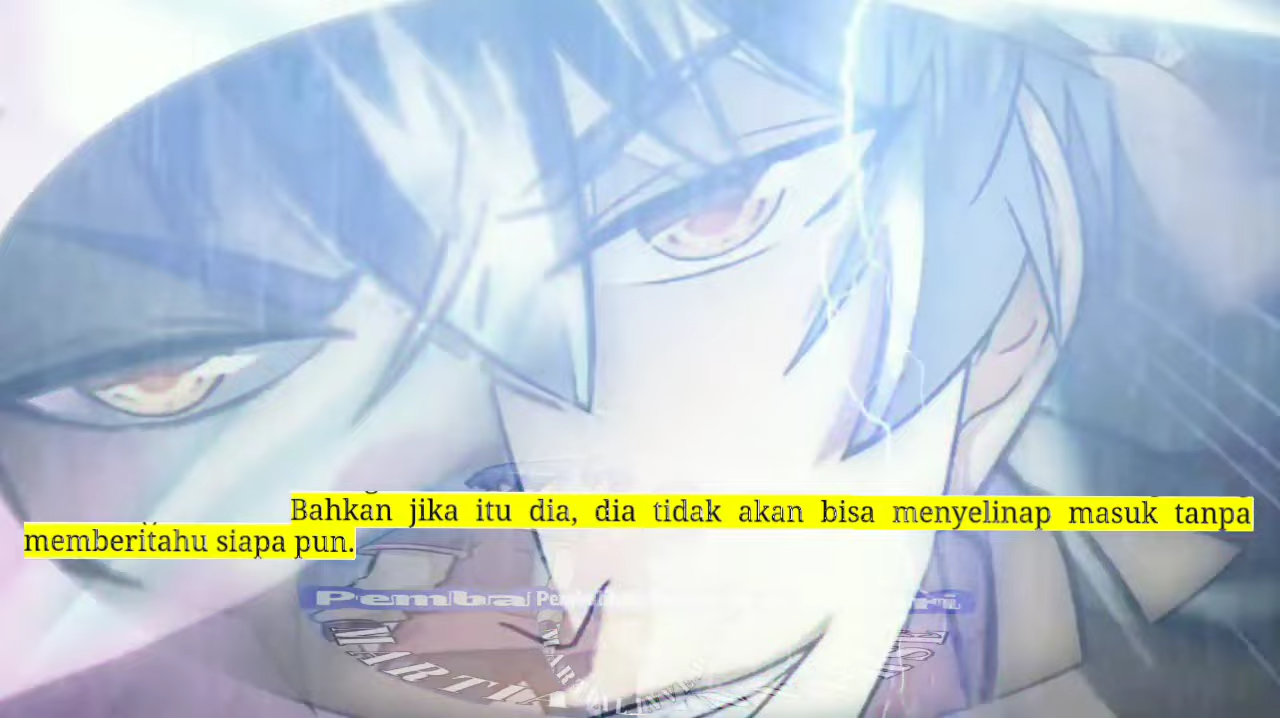 Bahkan jika itu dia, dia tidak akan bisa menyelinap masuk tanpa
memberitahu siapa pun.